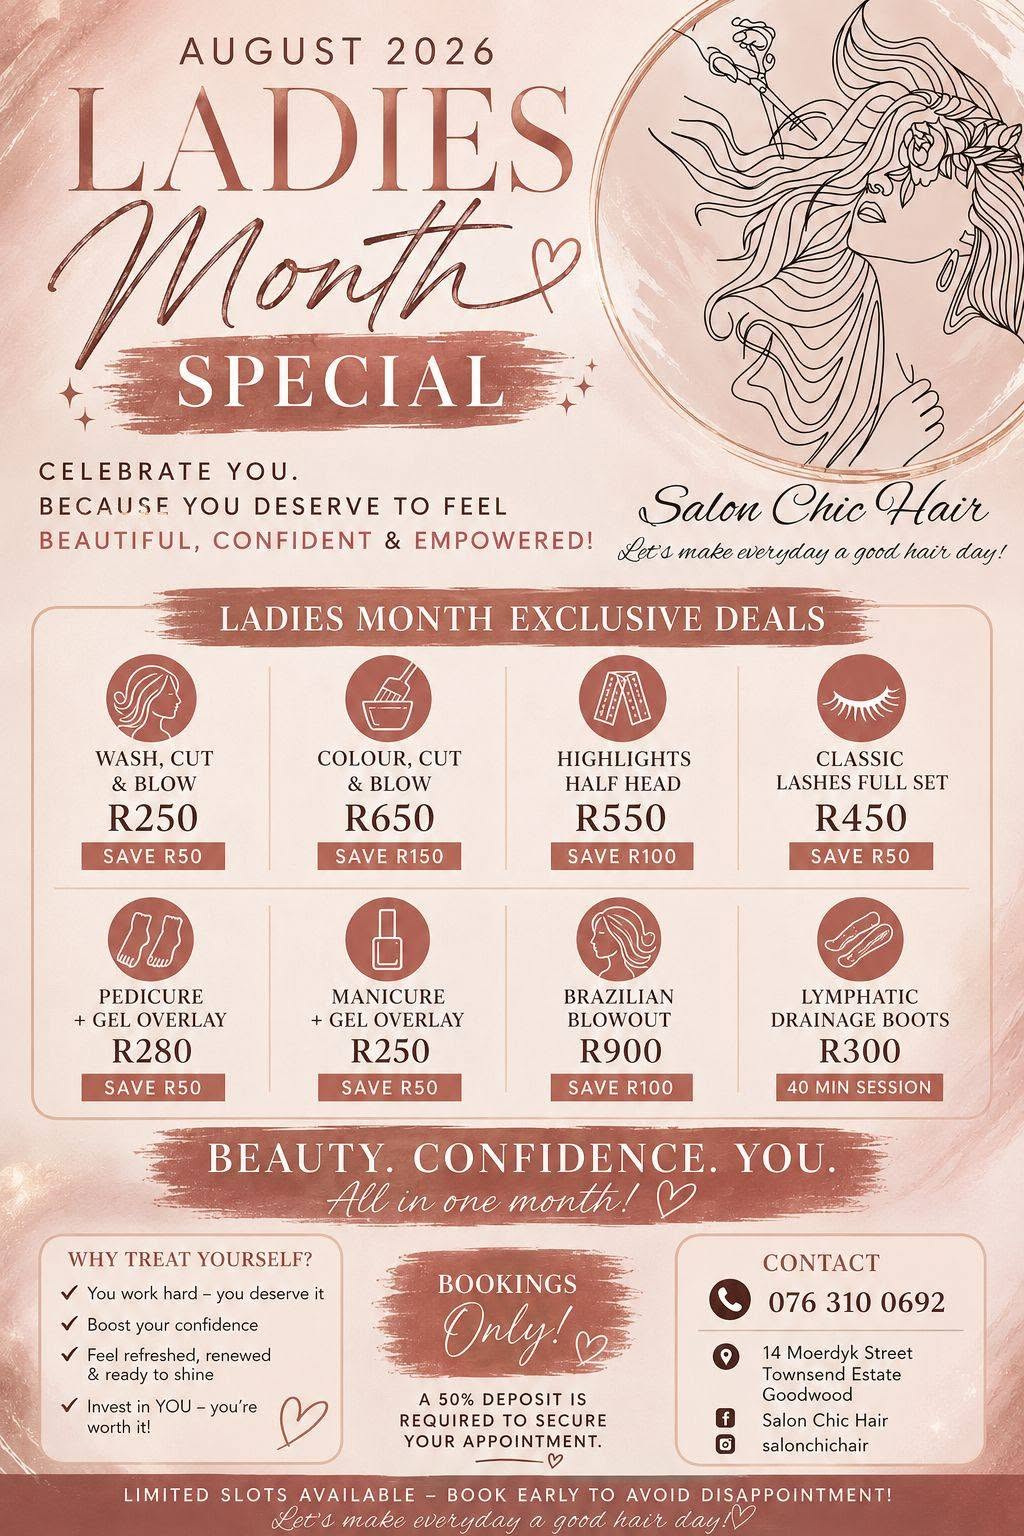 AUGUST 2026
LADIES
Month
SPECIAL
CELEBRATE YOU.
BECAUSE YOU DESERVE TO FEEL
BEAUTIFUL, CONFIDENT & EMPOWERED!
Salon Chic Hair
Let's make everyday a good hair day!
LADIES MONTH EXCLUSIVE DEALS
WASH, CUT
& BLOW
R250
SAVE R50
COLOUR, CUT
& BLOW
R650
SAVE R150
HIGHLIGHTS
HALF HEAD
R550
SAVE R100
CLASSIC
LASHES FULL SET
R450
SAVE R50
PEDICURE
+ GEL OVERLAY
R280
SAVE R50
MANICURE
+ GEL OVERLAY
R250
SAVE R50
BRAZILIAN
BLOWOUT
R900
SAVE R100
LYMPHATIC
DRAINAGE BOOTS
R300
40 MIN SESSION
BEAUTY. CONFIDENCE. YOU.
All in one month!
WHY TREAT YOURSELF?
You work hard – you deserve it
Boost your confidence
Feel refreshed, renewed
& ready to shine
Invest in YOU – you're
worth it!
BOOKINGS
Only!
A 50% DEPOSIT IS
REQUIRED TO SECURE
YOUR APPOINTMENT.
CONTACT
076 310 0692
14 Moerdyk Street
Townsend Estate
Goodwood
Salon Chic Hair
salonchichair
LIMITED SLOTS AVAILABLE – BOOK EARLY TO AVOID DISAPPOINTMENT!
Let's make everyday a good hair day!